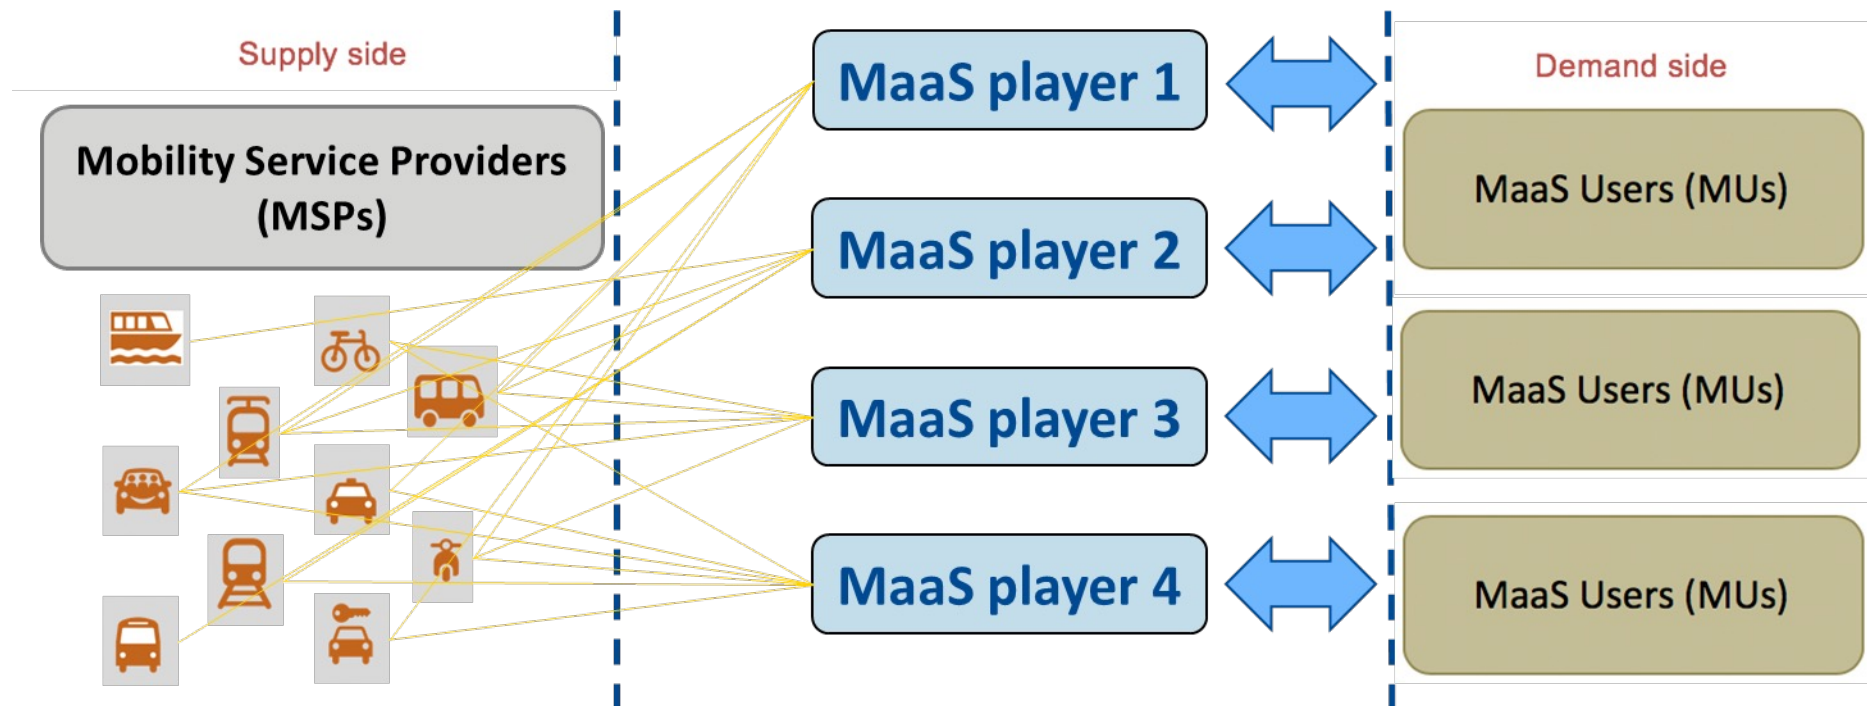 Supply side
Mobility Service Providers
(MSPs)
MaaS player 1
MaaS player 2
MaaS player 3
MaaS player 4
Demand side
MaaS Users (MUs)
MaaS Users (MUs)
MaaS Users (MUs)